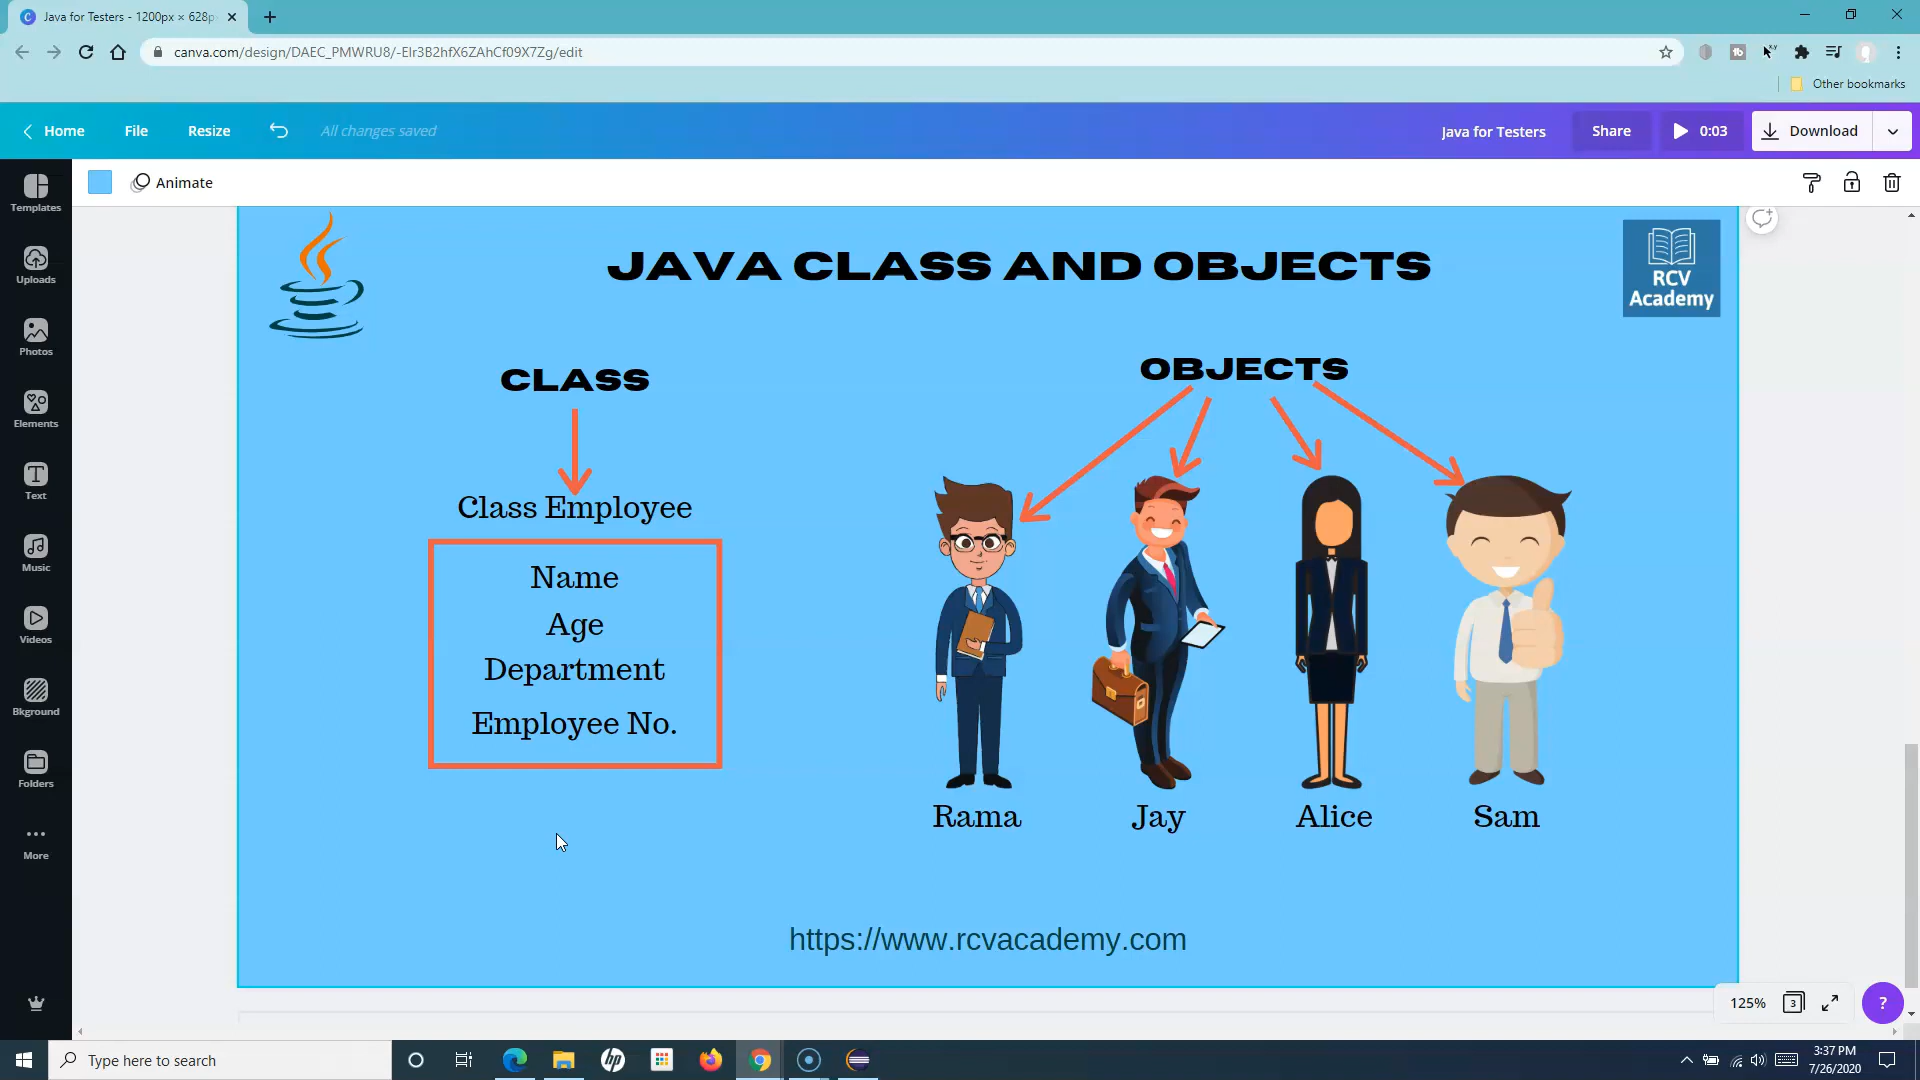 Java for Testers - 1200px × 628p
canva.com/design/DAEC_PMWRU8/-EIr3B2hfX6ZAhCf09X7Zg/edit
Other bookmarks
Home
File
Resize
All changes saved
Java for Testers
Share
0:03
Download
Animate
Templates
Uploads
Photos
Elements
Text
Music
Videos
Bkground
Folders
More
JAVA CLASS AND OBJECTS
RCV
Academy
CLASS
OBJECTS
Class Employee
Name
Age
Department
Employee No.
Rama
Jay
Alice
Sam
https://www.rcvacademy.com
125%
3
?
Type here to search
hp
3:37 PM
7/26/2020